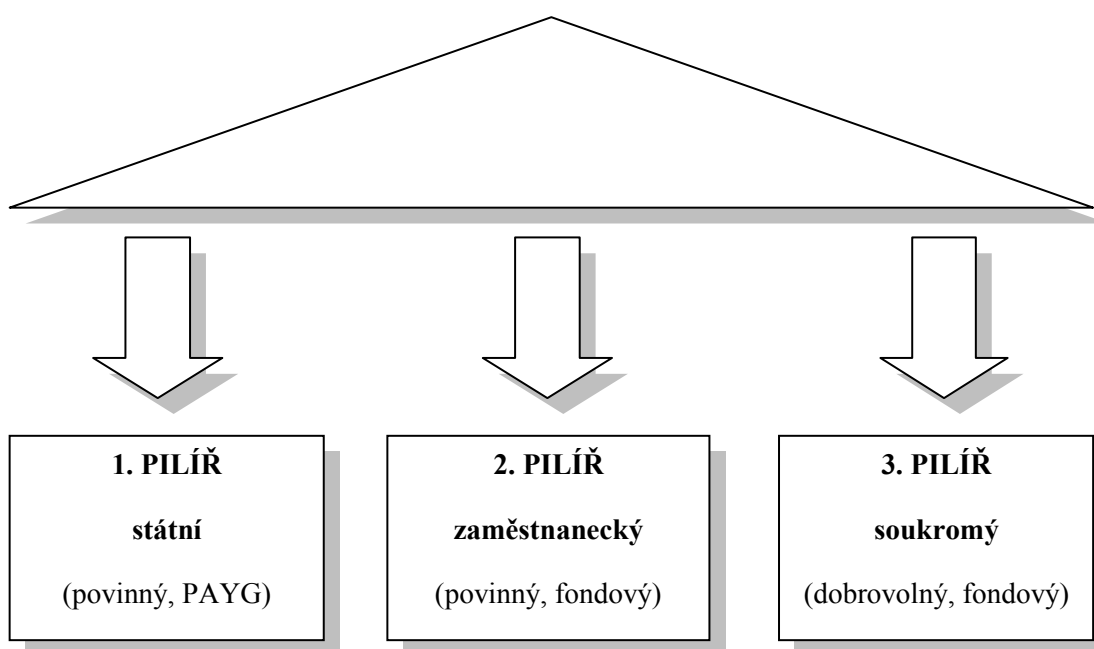 1. PILÍŘ
státní
(povinný, PAYG)
2. PILÍŘ
zaměstnanecký
(povinný, fondový)
3. PILÍŘ
soukromý
(dobrovolný, fondový)